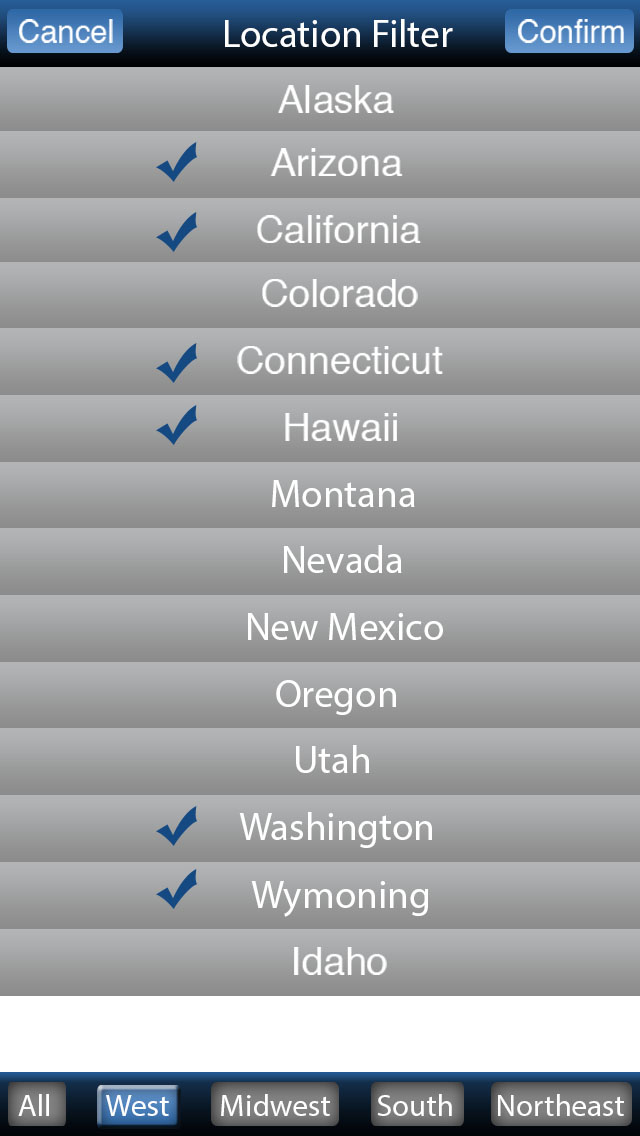 Cancel Location Filter Confirm
Alaska
Arizona
California
Colorado
Connecticut
Hawaii
Montana
Nevada
New Mexico
Oregon
Utah
Washington
Wymoning
Idaho
All West Midwest South Northeast